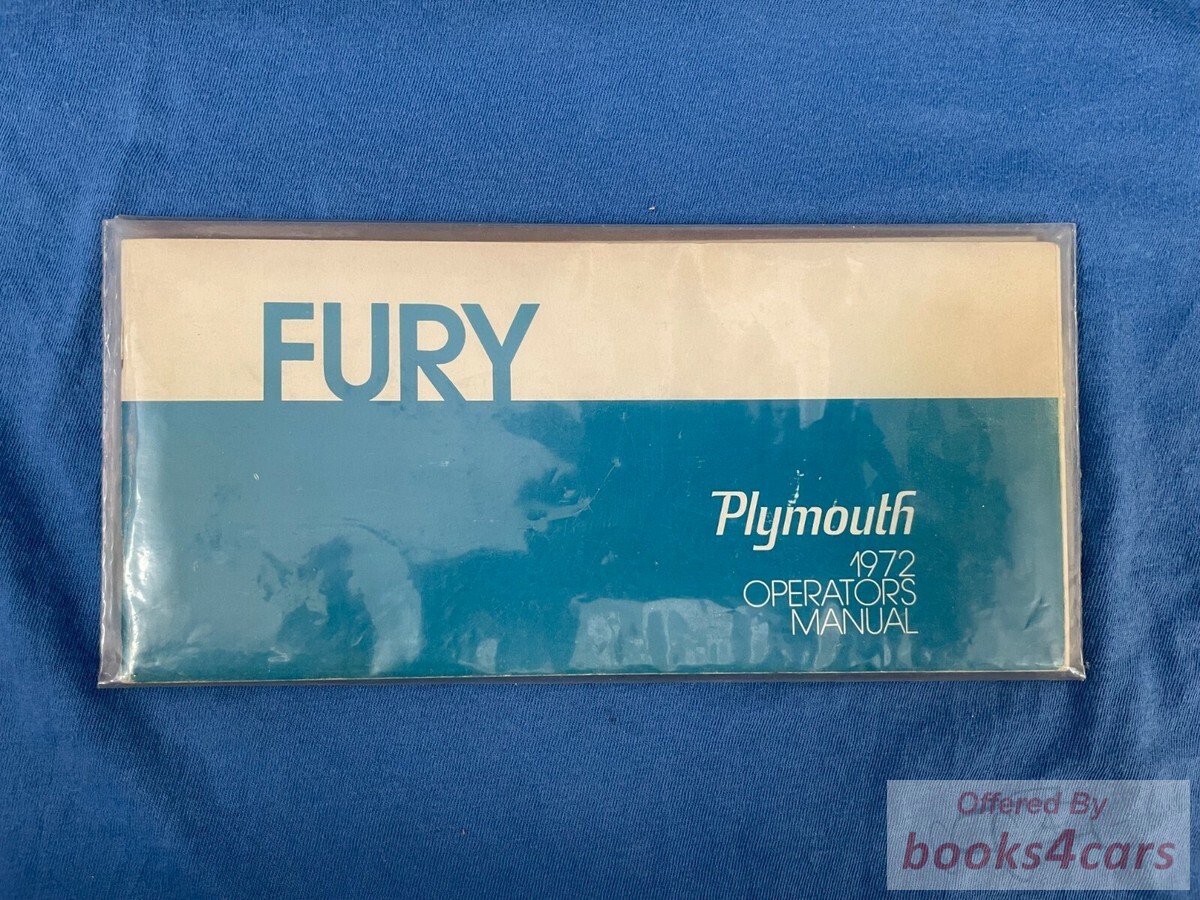 FURY
Plymouth
1972
OPERATORS
MANUAL
Offered By
books4cars